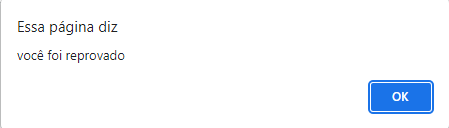 Essa página diz
você foi reprovado
OK